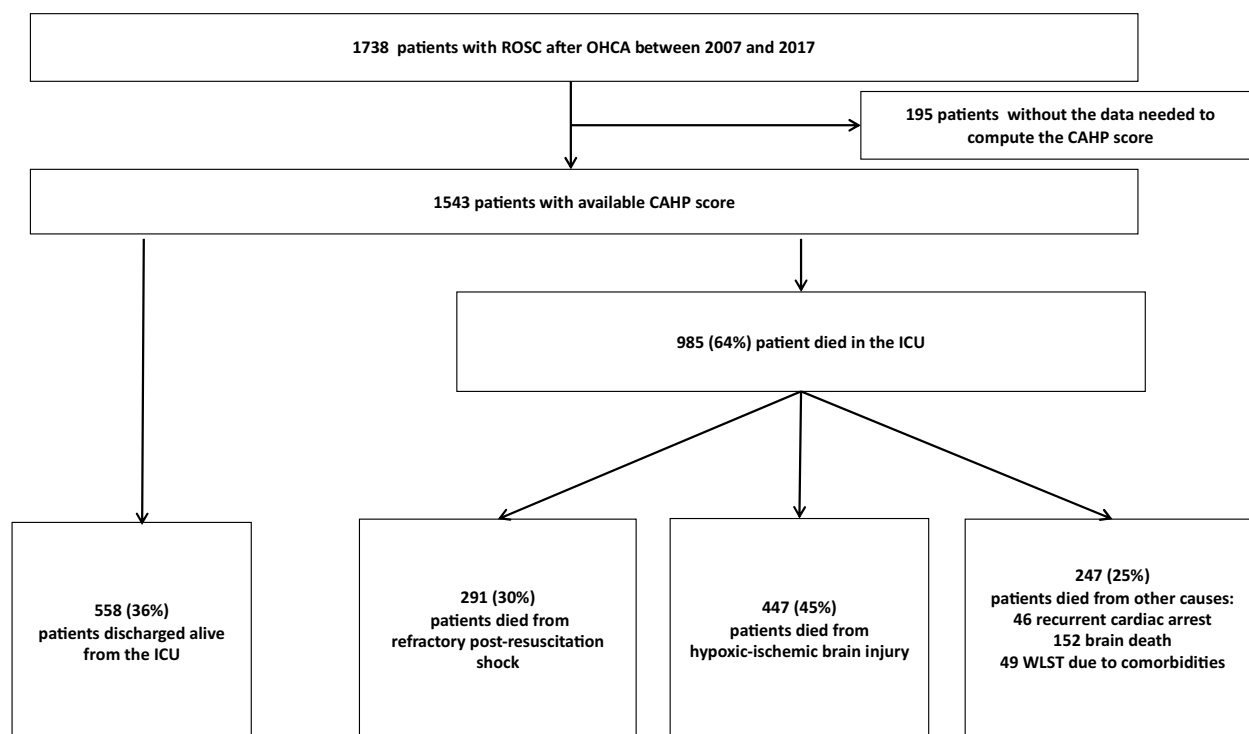 1738 patients with ROSC after OHCA between 2007 and 2017
195 patients without the data needed to
compute the CAHP score
1543 patients with available CAHP score
985 (64%) patient died in the ICU
558 (36%)
patients discharged alive
from the ICU
291 (30%)
patients died from
refractory post-resuscitation
shock
447 (45%)
patients died from
hypoxic-ischemic brain injury
247 (25%)
patients died from other causes:
46 recurrent cardiac arrest
152 brain death
49 WLST due to comorbidities